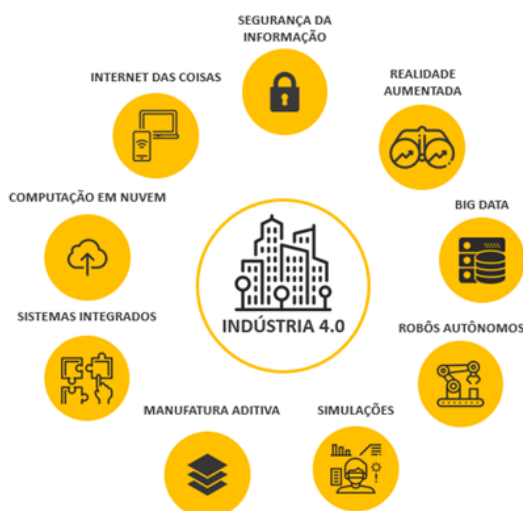 SEGURANÇA DA
INFORMAÇÃO
INTERNET DAS COISAS
REALIDADE
AUMENTADA
COMPUTAÇÃO EM NUVEM
BIG DATA
SISTEMAS INTEGRADOS
INDÚSTRIA 4.0
ROBÔS AUTÔNOMOS
MANUFATURA ADITIVA
SIMULAÇÕES